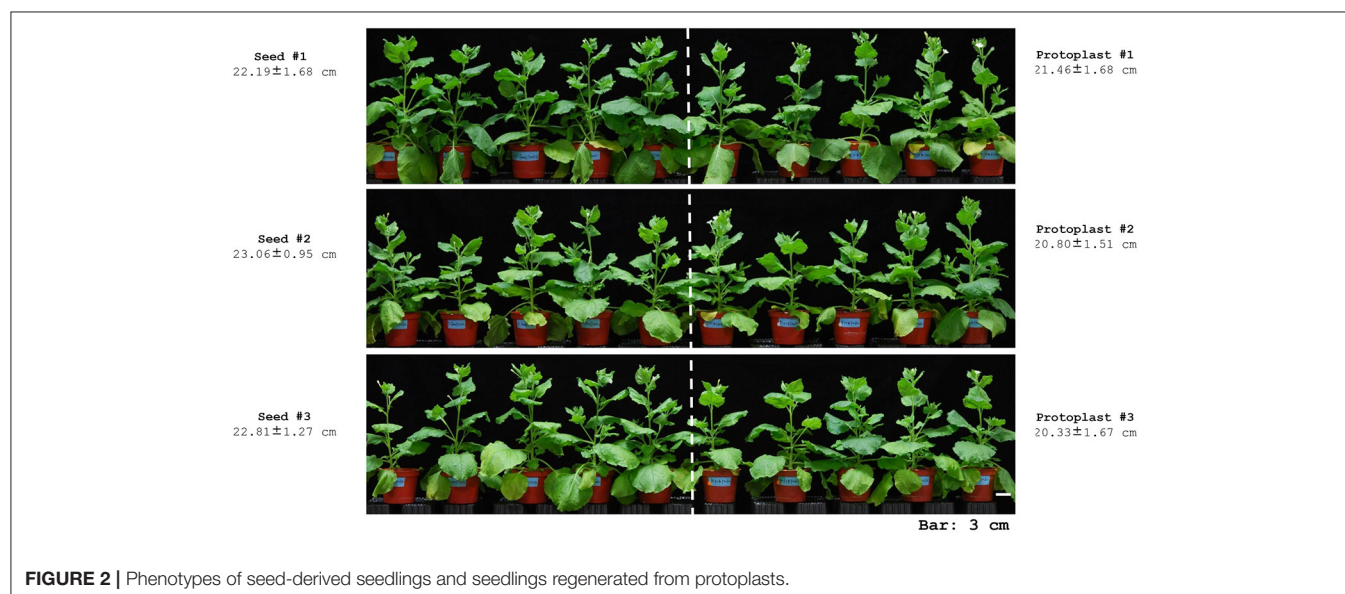 Seed #1
22.19±1.68 cm
Protoplast #1
21.46±1.68 cm
Seed #2
23.06±0.95 cm
Protoplast #2
20.80±1.51 cm
Seed #3
22.81±1.27 cm
Protoplast #3
20.33±1.67 cm
Bar: 3 cm
FIGURE 2 | Phenotypes of seed-derived seedlings and seedlings regenerated from protoplasts.